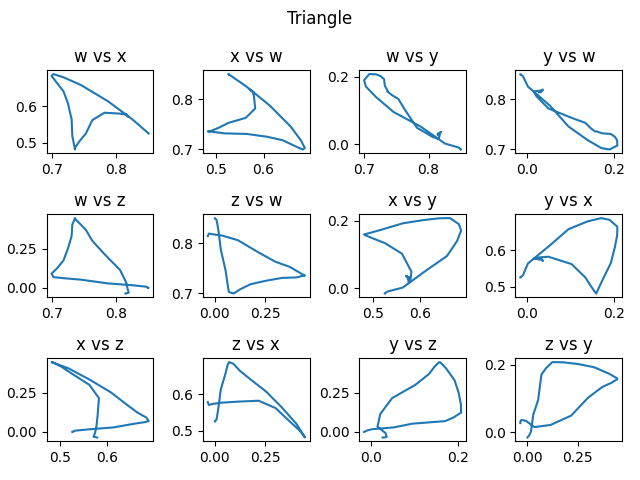 Triangle
w vs x
x vs w
w vs y
y vs w
0.6
0.5
0.7 0.8
0.8
0.7
0.5 0.6
0.2
0.0
0.7 0.8
0.8
0.7
0.0 0.2
w vs z
z vs w
x vs y
y vs x
0.25
0.00
0.7 0.8
0.8
0.7
0.00 0.25
0.2
0.0
0.5 0.6
0.6
0.5
0.0 0.2
x vs z
z vs x
y vs z
z vs y
0.25
0.00
0.5 0.6
0.6
0.5
0.00 0.25
0.25
0.00
0.0 0.2
0.2
0.0
0.00 0.25